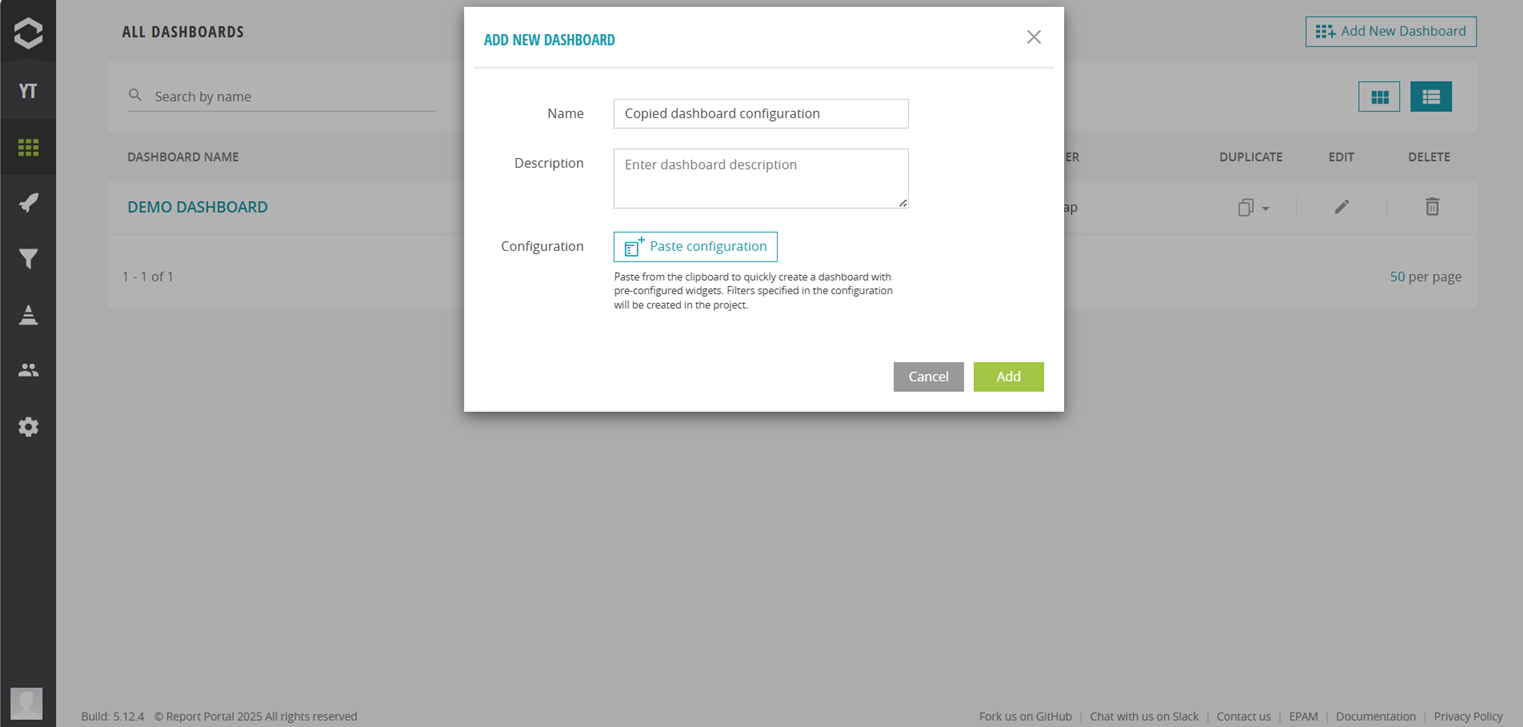 ALL DASHBOARDS
Add New Dashboard
YT
Search by name
DASHBOARD NAME
ER
DUPLICATE
EDIT
DELETE
DEMO DASHBOARD
ap
1 - 1 of 1
50 per page
ADD NEW DASHBOARD
Name
Copied dashboard configuration
Description
Enter dashboard description
Configuration
Paste configuration
Paste from the clipboard to quickly create a dashboard with
pre-configured widgets. Filters specified in the configuration
will be created in the project.
Cancel
Add
Build: 5.12.4 © Report Portal 2025 All rights reserved
Fork us on GitHub | Chat with us on Slack | Contact us | EPAM | Documentation | Privacy Policy